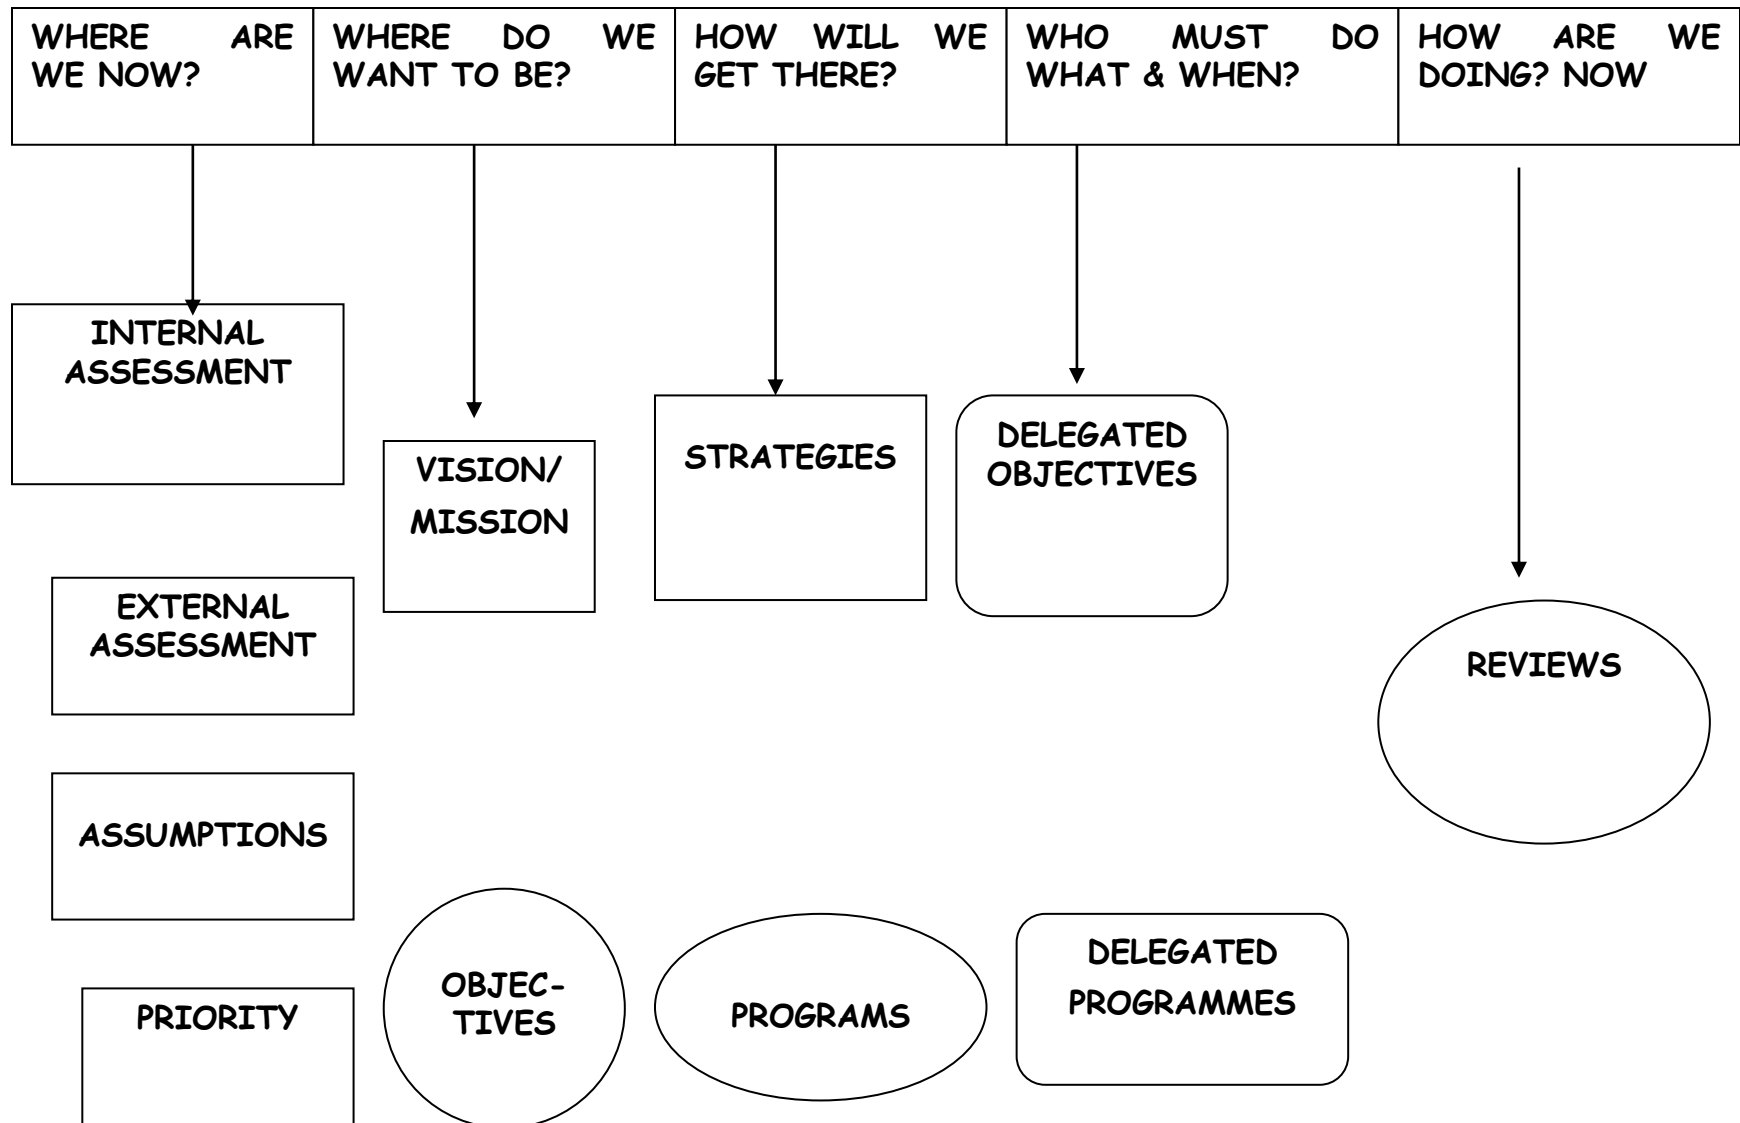 WHERE ARE
WE NOW?
WHERE DO WE
WANT TO BE?
HOW WILL WE
GET THERE?
WHO MUST DO
WHAT & WHEN?
HOW ARE WE
DOING? NOW
INTERNAL
ASSESSMENT
VISION/
MISSION
STRATEGIES
DELEGATED
OBJECTIVES
EXTERNAL
ASSESSMENT
REVIEWS
ASSUMPTIONS
PRIORITY
OBJEC-
TIVES
PROGRAMS
DELEGATED
PROGRAMMES